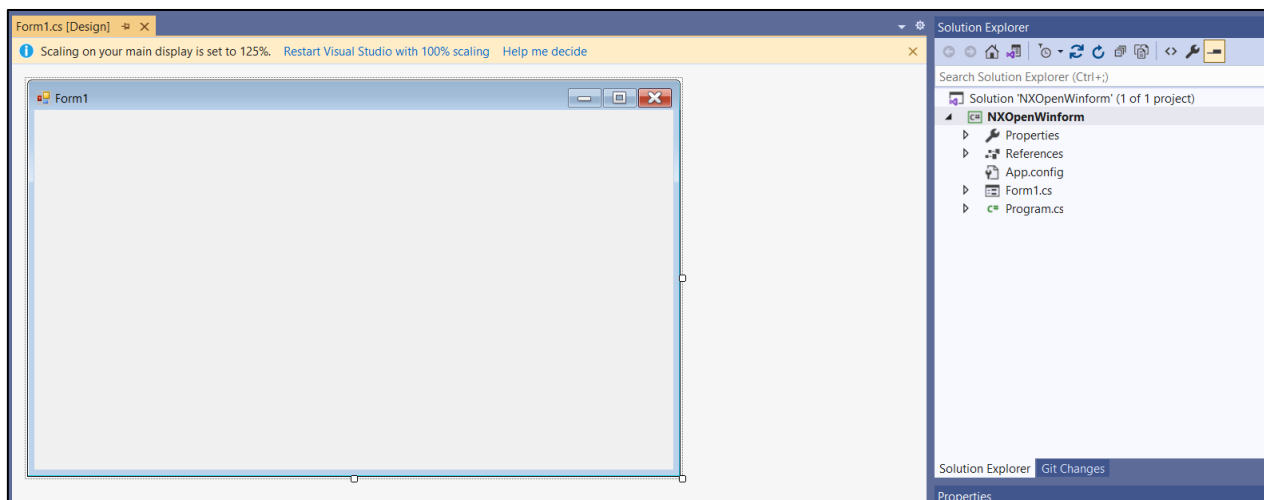 Form1.cs [Design]
Scaling on your main display is set to 125%. Restart Visual Studio with 100% scaling Help me decide
Form1
Solution Explorer
Search Solution Explorer (Ctrl+;)
Solution 'NXOpenWinform' (1 of 1 project)
C# NXOpenWinform
Properties
References
App.config
Form1.cs
C# Program.cs
Solution Explorer Git Changes
Properties